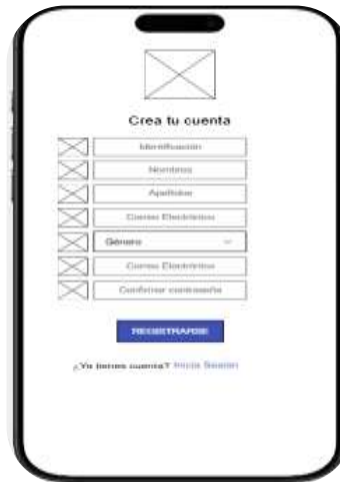 Crea tu cuenta
Identificación
Nombres
Apellidos
Correo Electrónico
Género
Correo Electrónico
Confirmar contraseña
REGISTRARSE
¿Ya tienes cuenta? Inicia Sesión